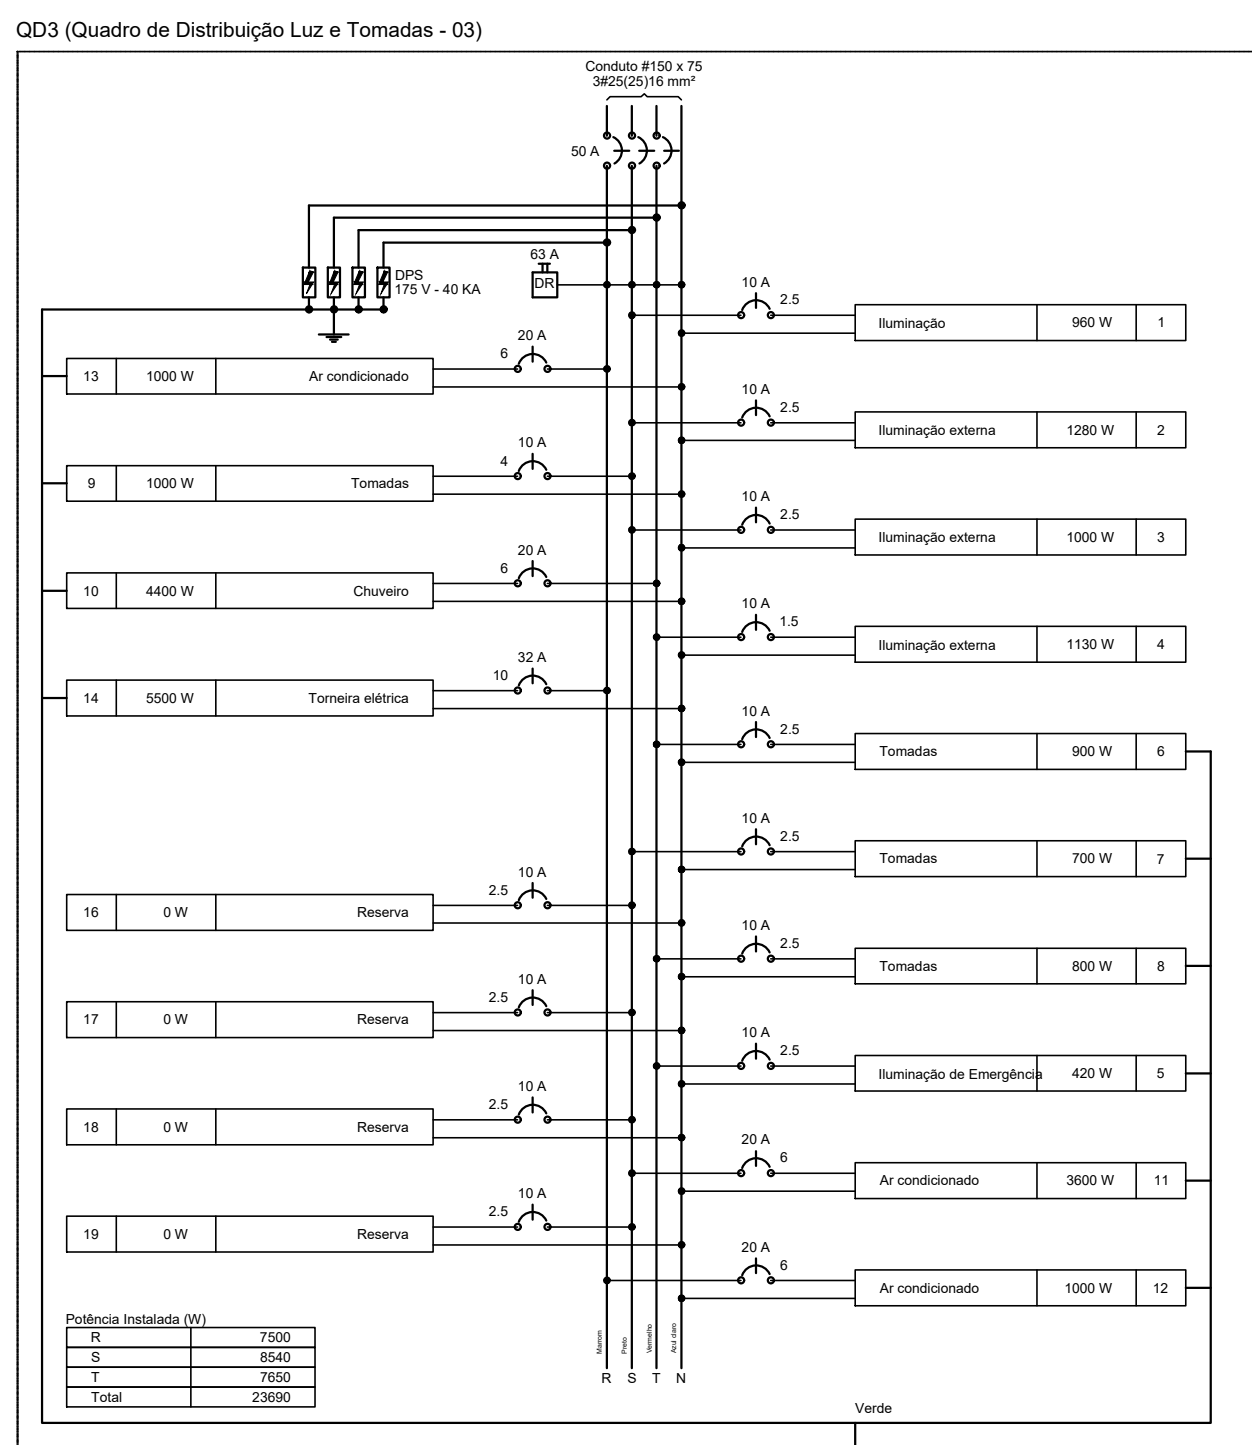 QD3 (Quadro de Distribuição Luz e Tomadas - 03)
Conduto #150 x 75
3#25(25)16 mm²
50 A
63 A
DR
DPS
175 V - 40 KA
10 A
2.5
Iluminação 960 W 1
20 A
6
13 1000 W Ar condicionado
10 A
2.5
Iluminação externa 1280 W 2
10 A
4
9 1000 W Tomadas
10 A
2.5
Iluminação externa 1000 W 3
20 A
6
10 4400 W Chuveiro
10 A
1.5
Iluminação externa 1130 W 4
32 A
10
14 5500 W Torneira elétrica
10 A
2.5
Tomadas 900 W 6
10 A
2.5
Tomadas 700 W 7
10 A
2.5
16 0 W Reserva
10 A
2.5
Tomadas 800 W 8
10 A
2.5
17 0 W Reserva
10 A
2.5
Iluminação de Emergência 420 W 5
10 A
2.5
18 0 W Reserva
20 A
6
Ar condicionado 3600 W 11
10 A
2.5
19 0 W Reserva
20 A
6
Ar condicionado 1000 W 12
Potência Instalada (W)
R 7500
S 8540
T 7650
Total 23690
Marrom
Preto
Vermelho
Azul claro
R S T N
Verde